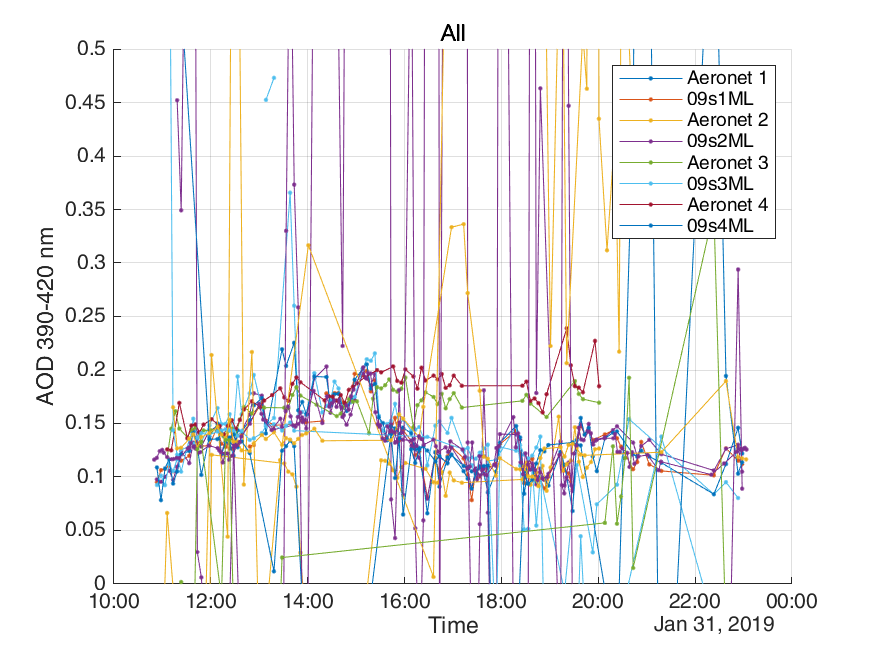 All
0.5
0.45
0.4
0.35
0.3
0.25
0.2
0.15
0.1
0.05
0
AOD 390-420 nm
Aeronet 1
09s1ML
Aeronet 2
09s2ML
Aeronet 3
09s3ML
Aeronet 4
09s4ML
10:00 12:00 14:00 16:00 18:00 20:00 22:00 00:00
Time
Jan 31, 2019